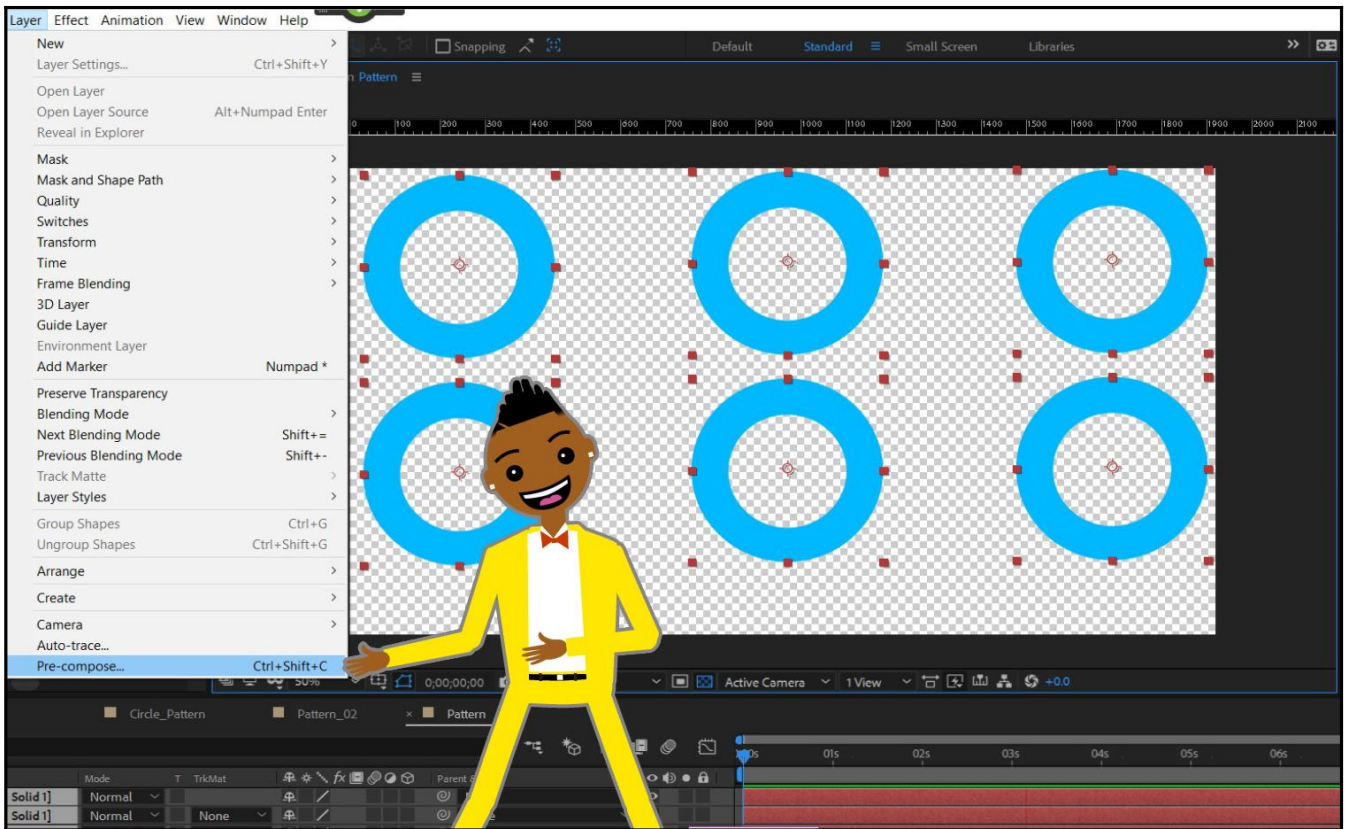 Layer Effect Animation View Window Help
New >
Layer Settings... Ctrl+Shift+Y
Open Layer
Open Layer Source Alt+Numpad Enter
Reveal in Explorer
Mask >
Mask and Shape Path >
Quality >
Switches >
Transform >
Time >
Frame Blending >
3D Layer
Guide Layer
Environment Layer
Add Marker Numpad *
Preserve Transparency
Blending Mode >
Next Blending Mode Shift+=
Previous Blending Mode Shift+-
Track Matte >
Layer Styles >
Group Shapes Ctrl+G
Ungroup Shapes Ctrl+Shift+G
Arrange >
Create >
Camera >
Auto-trace...
Pre-compose... Ctrl+Shift+C
Snapping Default Standard Small Screen Libraries >>
Pattern
0 100 200 300 400 500 600 700 800 900 1000 1100 1200 1300 1400 1500 1600 1700 1800 1900 2000 2100
50% 0;00;00;00 Active Camera 1 View +0.0
Circle_Pattern Pattern_02 × Pattern
01s 02s 03s 04s 05s 06s
Mode T TrkMat fx Parent
Solid 1] Normal
Solid 1] Normal None